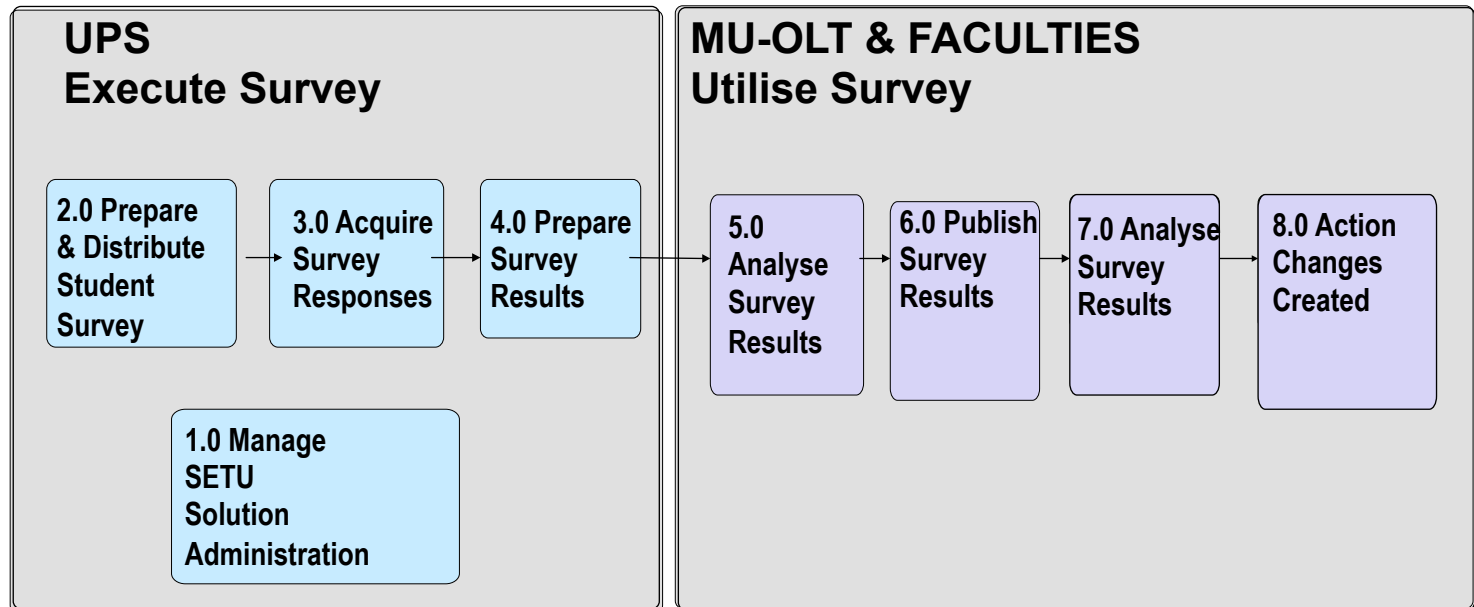 UPS
Execute Survey
MU-OLT & FACULTIES
Utilise Survey
2.0 Prepare
& Distribute
Student
Survey
3.0 Acquire
Survey
Responses
4.0 Prepare
Survey
Results
5.0
Analyse
Survey
Results
6.0 Publish
Survey
Results
7.0 Analyse
Survey
Results
8.0 Action
Changes
Created
1.0 Manage
SETU
Solution
Administration